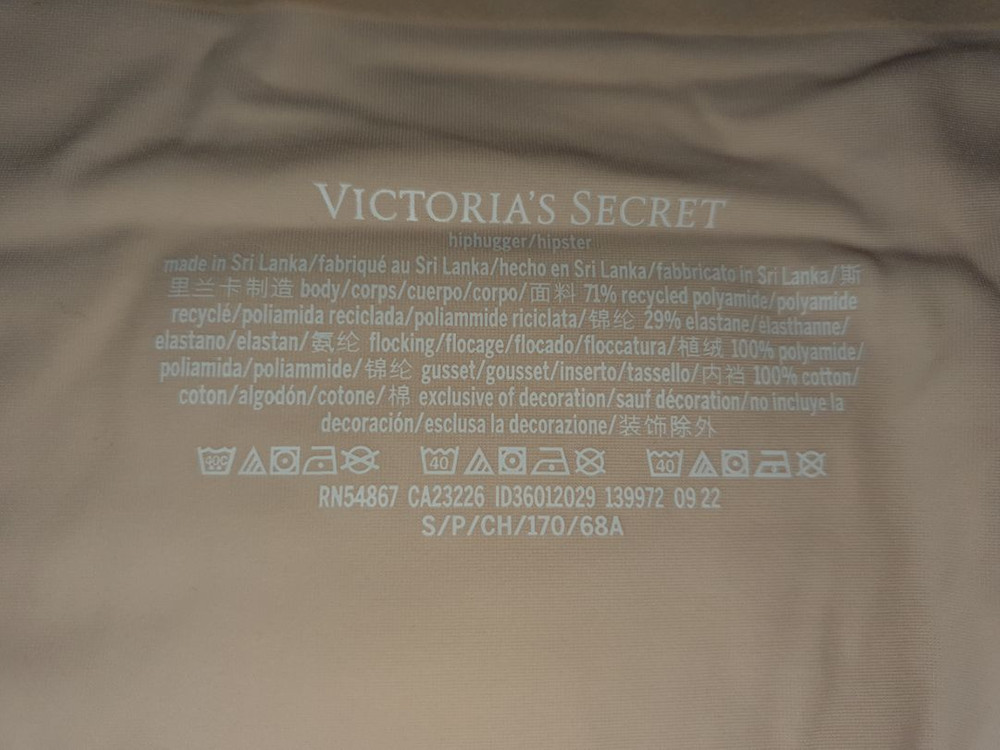 VICTORIA'S SECRET
hiphugger/hipster
made in Sri Lanka/fabriqué au Sri Lanka/hecho en Sri Lanka/fabbricato in Sri Lanka/斯
里兰卡制造 body/corps/cuerpo/corpo/面料 71% recycled polyamide/polyamide
recyclé/poliamida reciclada/poliammide riciclata/锦纶 29% elastane/élasthanne/
elastano/elastan/氨纶 flocking/flocage/flocado/floccatura/植绒 100% polyamide/
poliamida/poliammide/锦纶 gusset/gousset/inserto/tassello/内裆 100% cotton/
coton/algodón/cotone/棉 exclusive of decoration/sauf décoration/no incluye la
decoración/esclusa la decorazione/装饰除外
40C 40 40
RN54867 CA23226 ID36012029 139972 09 22
S/P/CH/170/68A